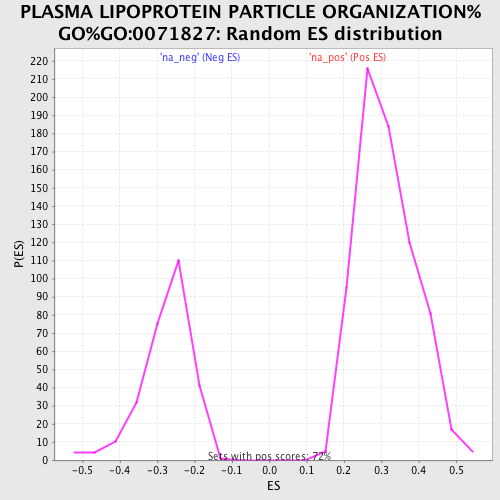 PLASMA LIPOPROTEIN PARTICLE ORGANIZATION%
GO%GO:0071827: Random ES distribution
'na_neg' (Neg ES)
'na_pos' (Pos ES)
220
210
200
190
180
170
160
150
140
130
120
110
100
90
80
70
60
50
40
30
20
10
0
P(ES)
Sets with pos scores: 72%
-0.5 -0.4 -0.3 -0.2 -0.1 0.0 0.1 0.2 0.3 0.4 0.5
ES